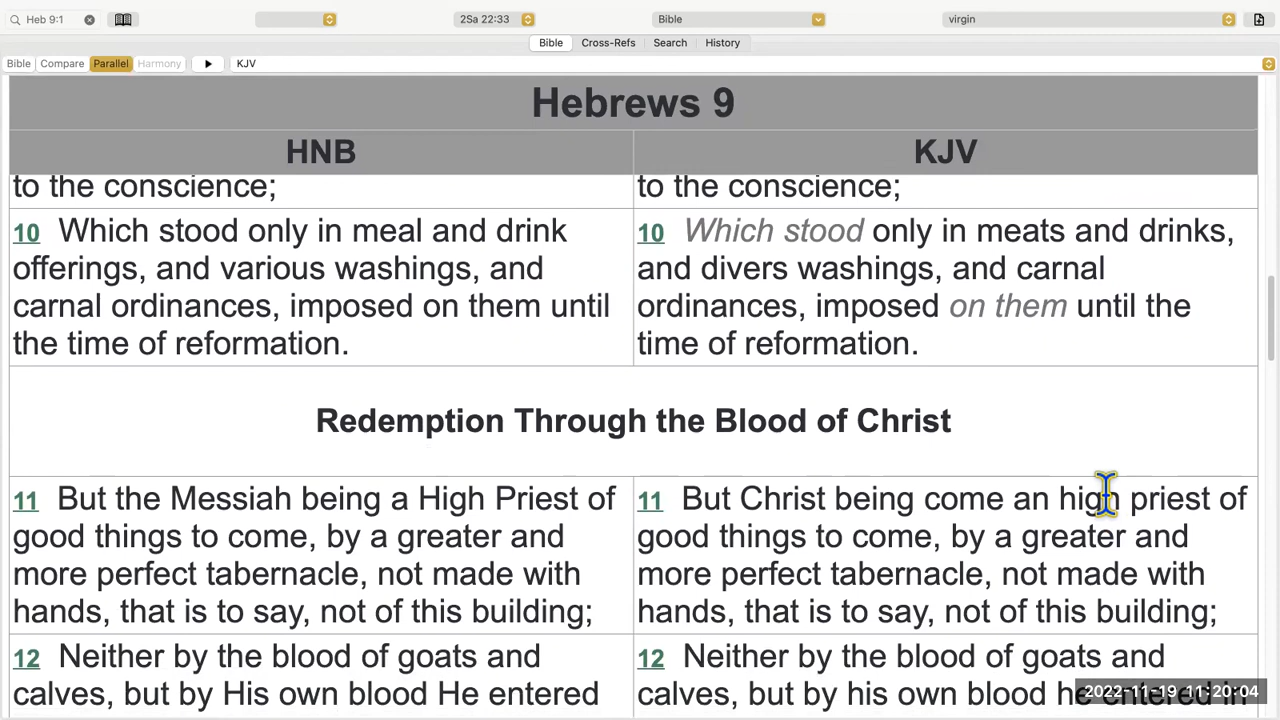 Heb 9:1
2Sa 22:33
Bible
virgin
Bible
Cross-Refs
Search
History
Bible
Compare
Parallel
Harmony
KJV
Hebrews 9
HNB
KJV
to the conscience;
10 Which stood only in meal and drink
offerings, and various washings, and
carnal ordinances, imposed on them until
the time of reformation.
to the conscience;
10 Which stood only in meats and drinks,
and divers washings, and carnal
ordinances, imposed on them until the
time of reformation.
Redemption Through the Blood of Christ
11 But the Messiah being a High Priest of
good things to come, by a greater and
more perfect tabernacle, not made with
hands, that is to say, not of this building;
11 But Christ being come an high priest of
good things to come, by a greater and
more perfect tabernacle, not made with
hands, that is to say, not of this building;
12 Neither by the blood of goats and
calves, but by His own blood He entered
12 Neither by the blood of goats and
calves, but by his own blood he entered in
2022-11-19 11:20:04